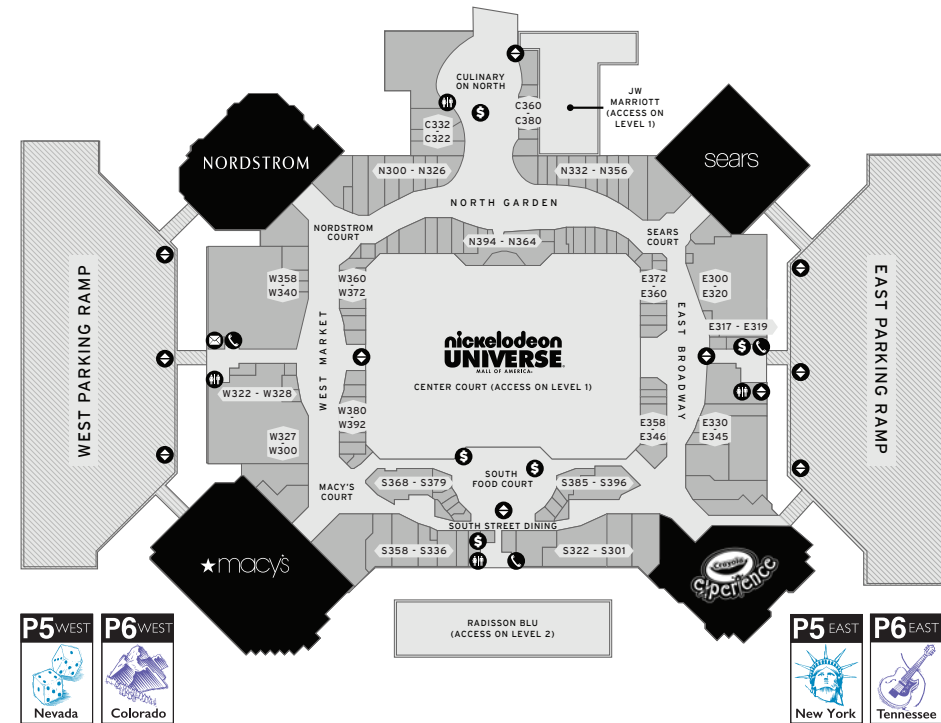 CULINARY
ON NORTH
$
JW
MARRIOTT
(ACCESS ON
LEVEL 1)
C360
-
C380
C332
-
C322
NORDSTROM
sears
N300 - N326
N332 - N356
NORTH GARDEN
NORDSTROM
COURT
SEARS
COURT
N394 - N364
WEST PARKING RAMP
EAST PARKING RAMP
W358
-
W340
W360
-
W372
E372
-
E360
E300
-
E320
WEST MARKET
EAST BROADWAY
E317 - E319
$
nickelodeon
UNIVERSE
MALL OF AMERICA
CENTER COURT (ACCESS ON LEVEL 1)
W322 - W328
W380
-
W392
W327
-
W300
E358
-
E346
E330
-
E345
$
$
SOUTH
FOOD COURT
MACY'S
COURT
S368 - S379
S385 - S396
SOUTH STREET DINING
$
S358 - S336
S322 - S301
macy's
Crayola
experience
RADISSON BLU
(ACCESS ON LEVEL 2)
P5 WEST
Nevada
P6 WEST
Colorado
P5 EAST
New York
P6 EAST
Tennessee